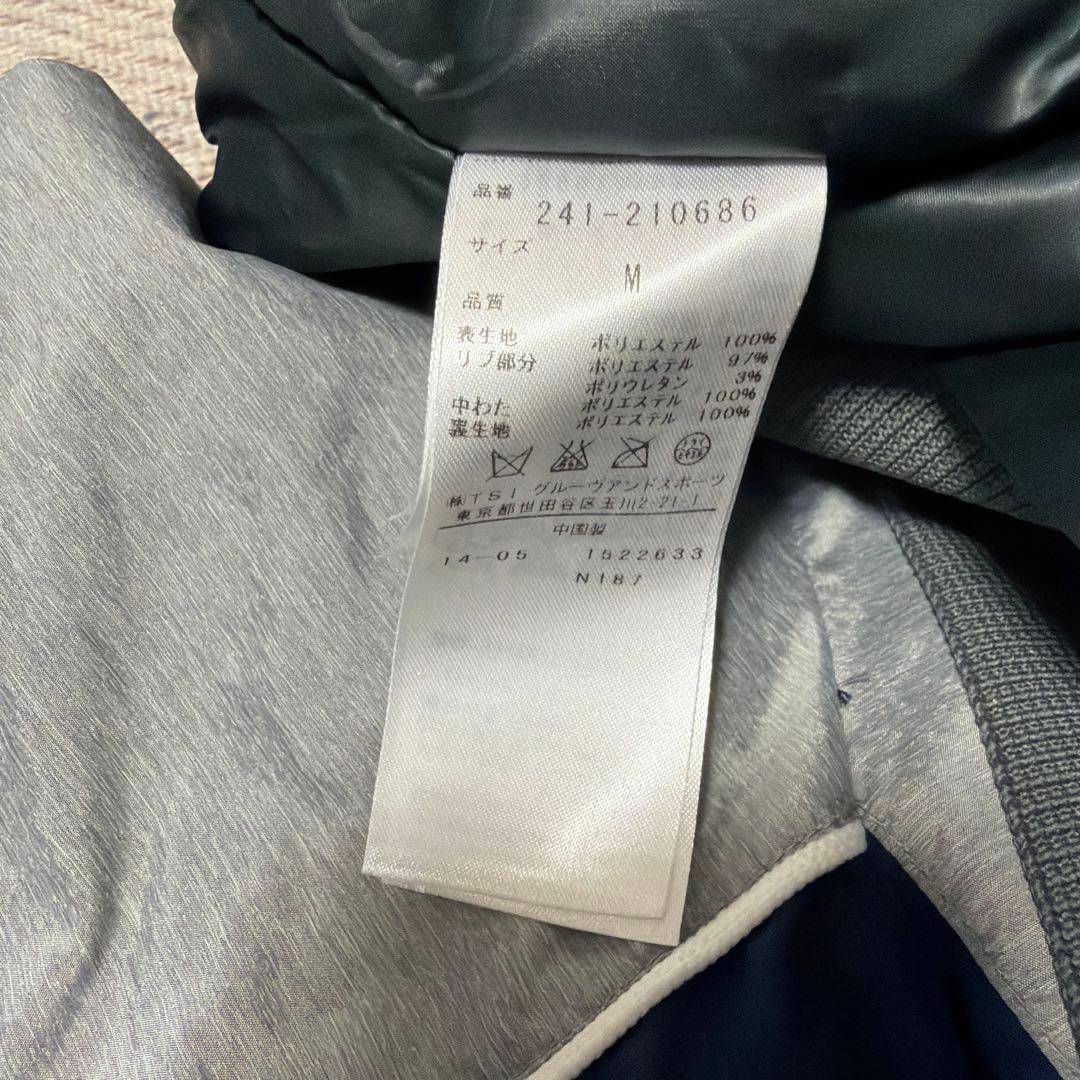 品番
241-210686
サイズ
M
品質
表生地 ポリエステル 100%
リブ部分 ポリエステル 97%
ポリウレタン 3%
中わた ポリエステル 100%
裏生地 ポリエステル 100%
㈱TSI グルーヴアンドスポーツ
東京都世田谷区玉川2-21-1
中国製
14-05 1522633
N187